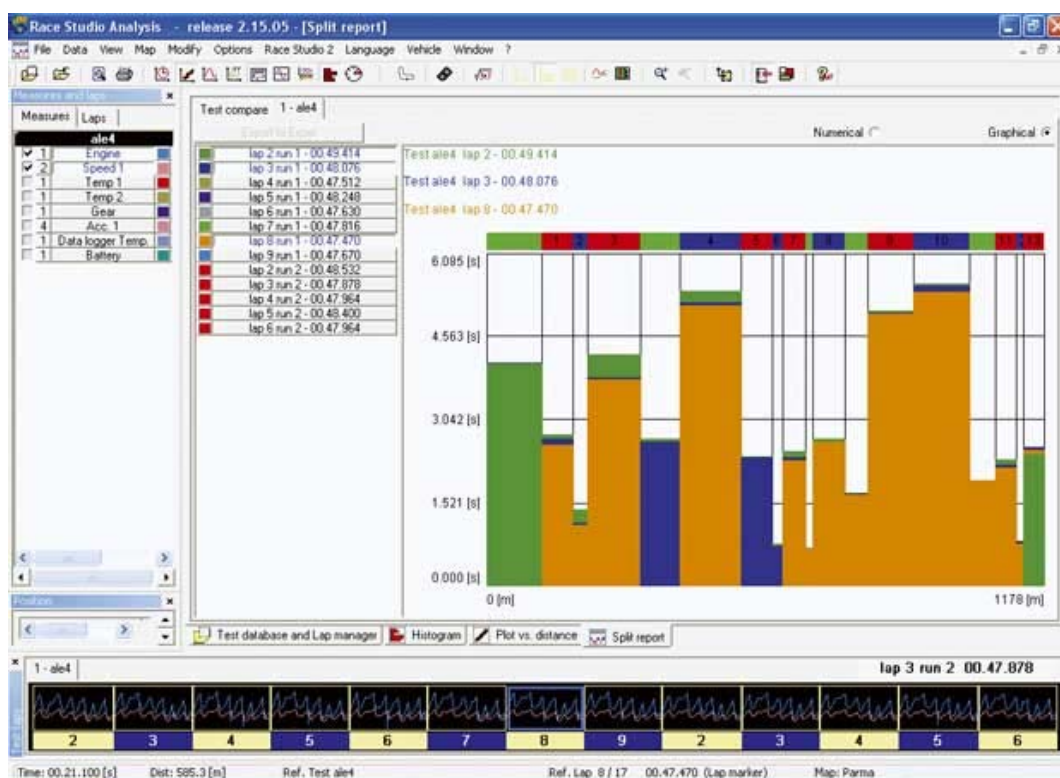 Race Studio Analysis - release 2.15.05 - [Split report]
File Data View Map Modify Options Race Studio 2 Language Vehicle Window ?
Measures and laps
Measures Laps
ale4
1 Engine
2 Speed 1
1 Temp 1
1 Temp 2
1 Gear
4 Acc. 1
1 Data logger Temp.
1 Battery
Position
Test compare 1 - ale4
Export to Excel
Numerical Graphical
lap 2 run 1 - 00.49.414
lap 3 run 1 - 00.48.076
lap 4 run 1 - 00.47.512
lap 5 run 1 - 00.48.248
lap 6 run 1 - 00.47.630
lap 7 run 1 - 00.47.816
lap 8 run 1 - 00.47.470
lap 9 run 1 - 00.47.670
lap 2 run 2 - 00.48.532
lap 3 run 2 - 00.47.878
lap 4 run 2 - 00.47.964
lap 5 run 2 - 00.48.400
lap 6 run 2 - 00.47.964
Test ale4 lap 2 - 00.49.414
Test ale4 lap 3 - 00.48.076
Test ale4 lap 8 - 00.47.470
1 2 3 4 5 6 7 8 9 10 11 13
6.085 [s]
4.563 [s]
3.042 [s]
1.521 [s]
0.000 [s]
0 [m] 1178 [m]
Test database and Lap manager Histogram Plot vs. distance Split report
1 - ale4
lap 3 run 2 00.47.878
2 3 4 5 6 7 8 9 2 3 4 5 6
Time: 00.21.100 [s] Dist: 585.3 [m] Ref. Test ale4 Ref. Lap 8 / 17 00.47.470 (Lap marker) Map: Parma